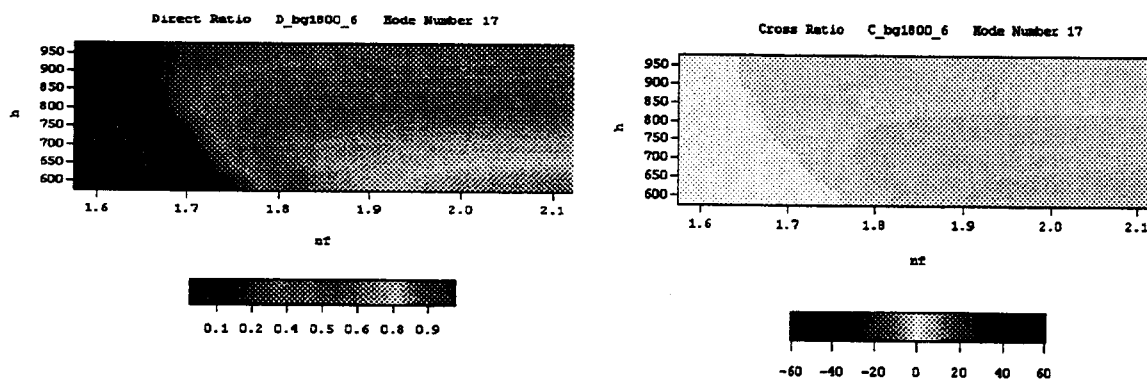 Direct Ratio D_bg1800_6 Mode Number 17
950
900
850
800
750
700
650
600
h
1.6 1.7 1.8 1.9 2.0 2.1
nf
0.1 0.2 0.4 0.5 0.6 0.8 0.9
Cross Ratio C_bg1800_6 Mode Number 17
950
900
850
800
750
700
650
600
h
1.6 1.7 1.8 1.9 2.0 2.1
nf
-60 -40 -20 0 20 40 60